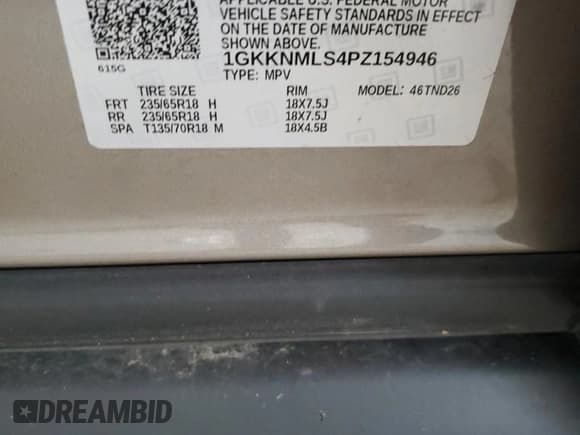 APPLICABLE U.S. FEDERAL MOTOR
VEHICLE SAFETY STANDARDS IN EFFECT
ON THE DATE OF MANUFACTURE
SHOWN ABOVE.
615G
1GKKNMLS4PZ154946
TYPE: MPV
TIRE SIZE RIM MODEL: 46TND26
FRT 235/65R18 H 18X7.5J
RR 235/65R18 H 18X7.5J
SPA T135/70R18 M 18X4.5B
DREAMBID